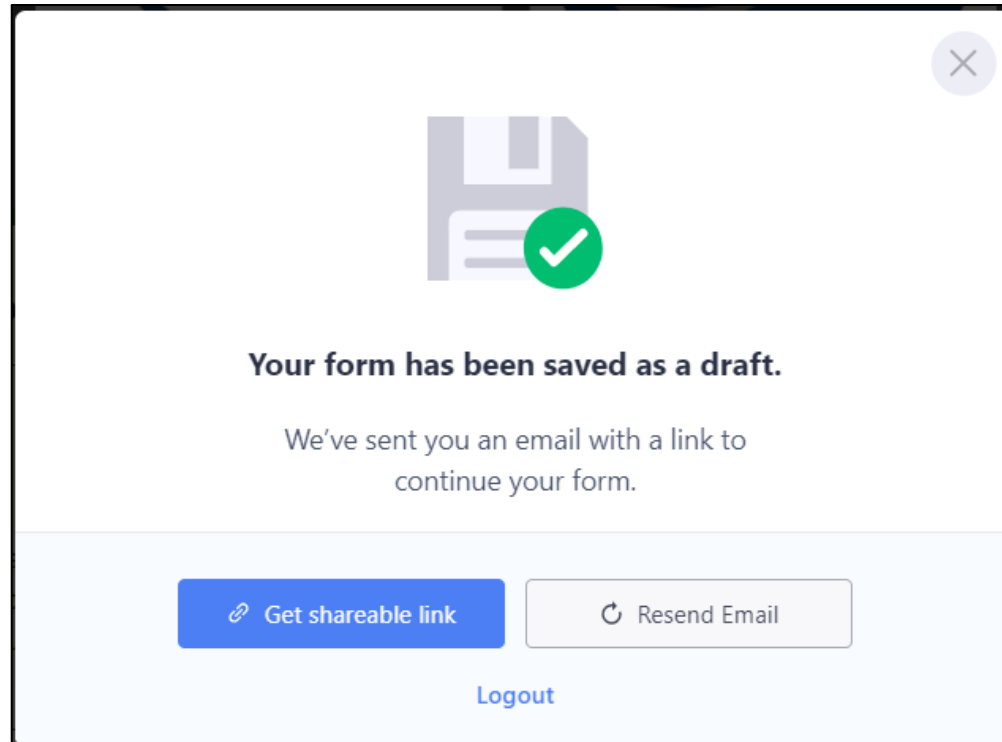 Your form has been saved as a draft.
We’ve sent you an email with a link to
continue your form.
Get shareable link
Resend Email
Logout